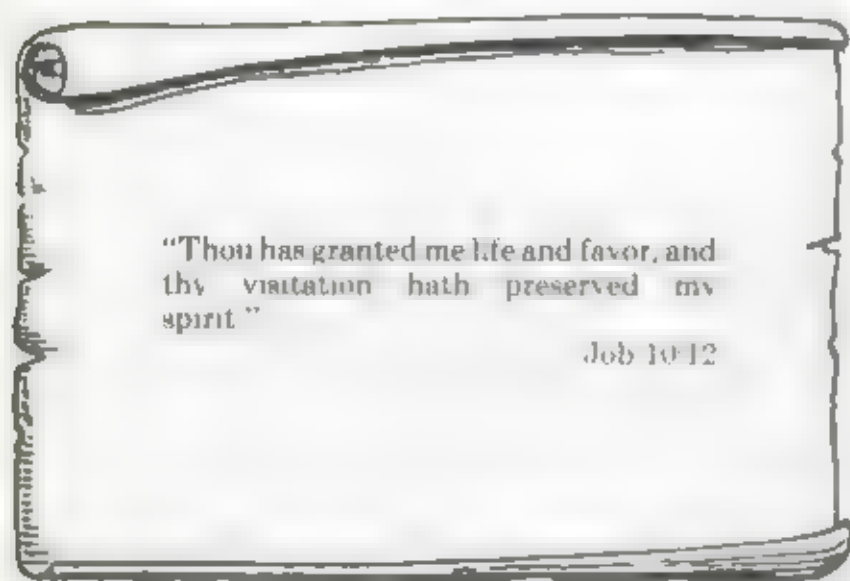 “Thou has granted me life and favor, and
thy visitation hath preserved my
spirit.”
Job 10:12